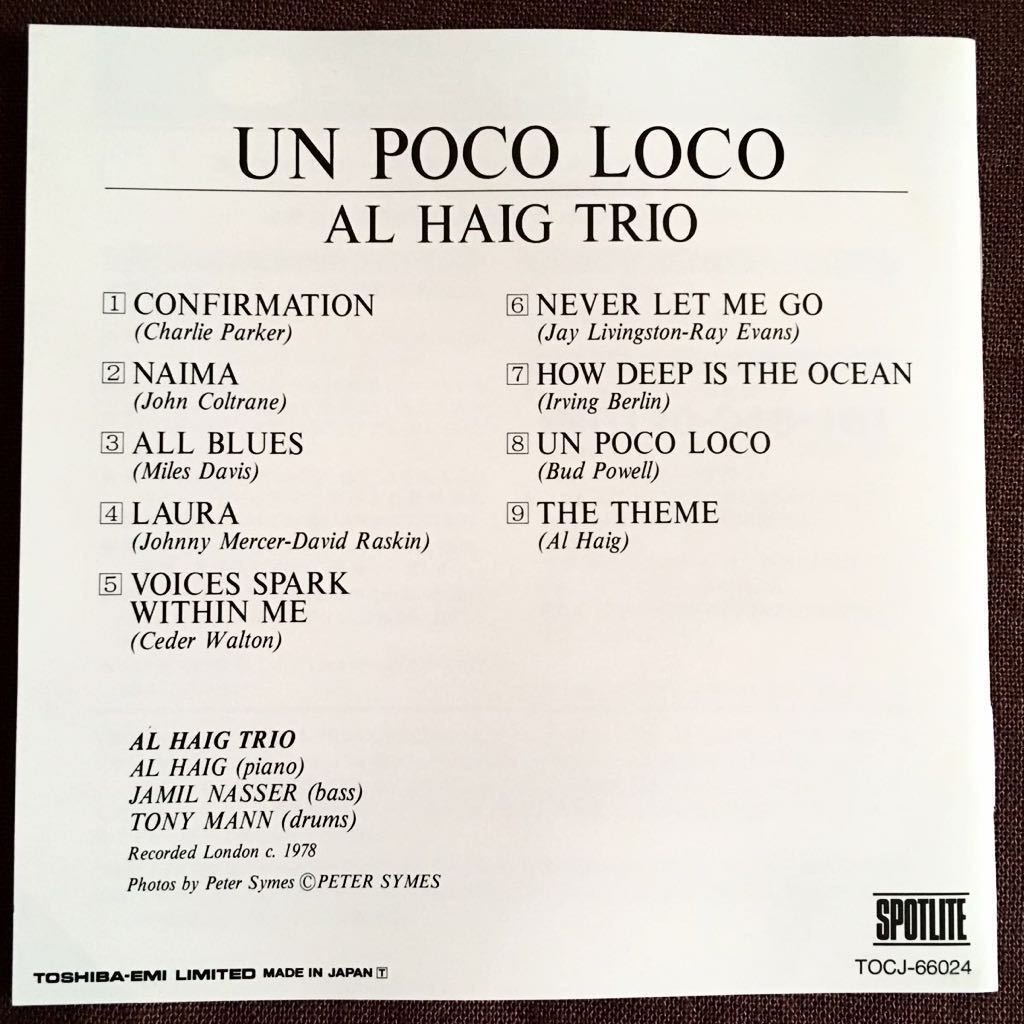 UN POCO LOCO
AL HAIG TRIO
1 CONFIRMATION
(Charlie Parker)
2 NAIMA
(John Coltrane)
3 ALL BLUES
(Miles Davis)
4 LAURA
(Johnny Mercer-David Raskin)
5 VOICES SPARK
WITHIN ME
(Ceder Walton)
6 NEVER LET ME GO
(Jay Livingston-Ray Evans)
7 HOW DEEP IS THE OCEAN
(Irving Berlin)
8 UN POCO LOCO
(Bud Powell)
9 THE THEME
(Al Haig)
AL HAIG TRIO
AL HAIG (piano)
JAMIL NASSER (bass)
TONY MANN (drums)
Recorded London c. 1978
Photos by Peter Symes ©PETER SYMES
SPOTLITE
TOCJ-66024
TOSHIBA-EMI LIMITED MADE IN JAPAN T